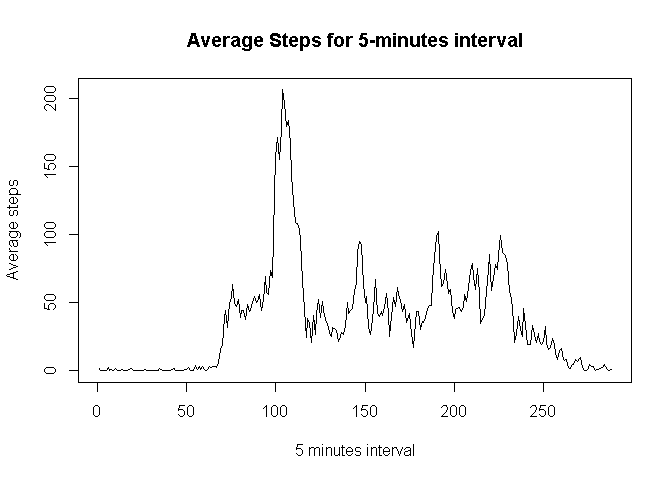 Average Steps for 5-minutes interval
Average steps
200
150
100
50
0
0 50 100 150 200 250
5 minutes interval